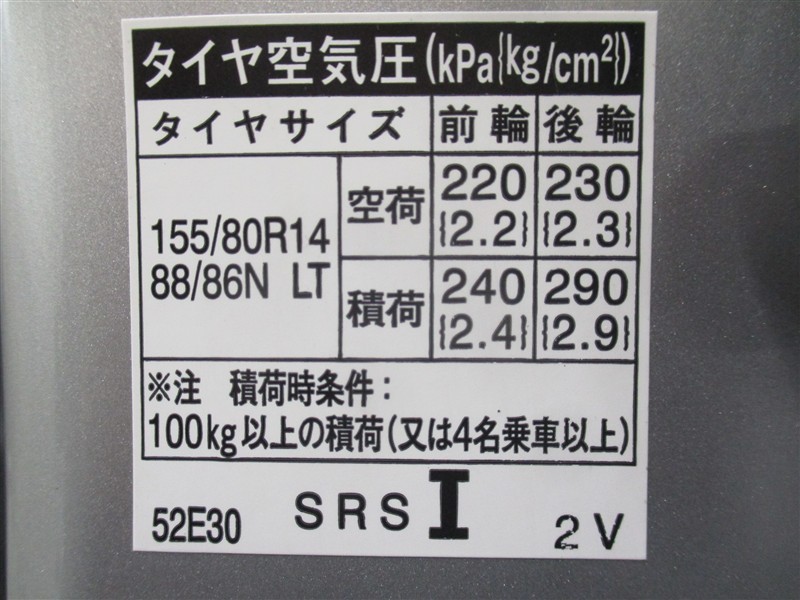 タイヤ空気圧(kPa{kg/cm²})
タイヤサイズ 前輪 後輪
155/80R14
88/86N LT
空荷 220 230
{2.2} {2.3}
積荷 240 290
{2.4} {2.9}
※注 積荷時条件:
100kg以上の積荷(又は4名乗車以上)
52E30 SRS I 2V